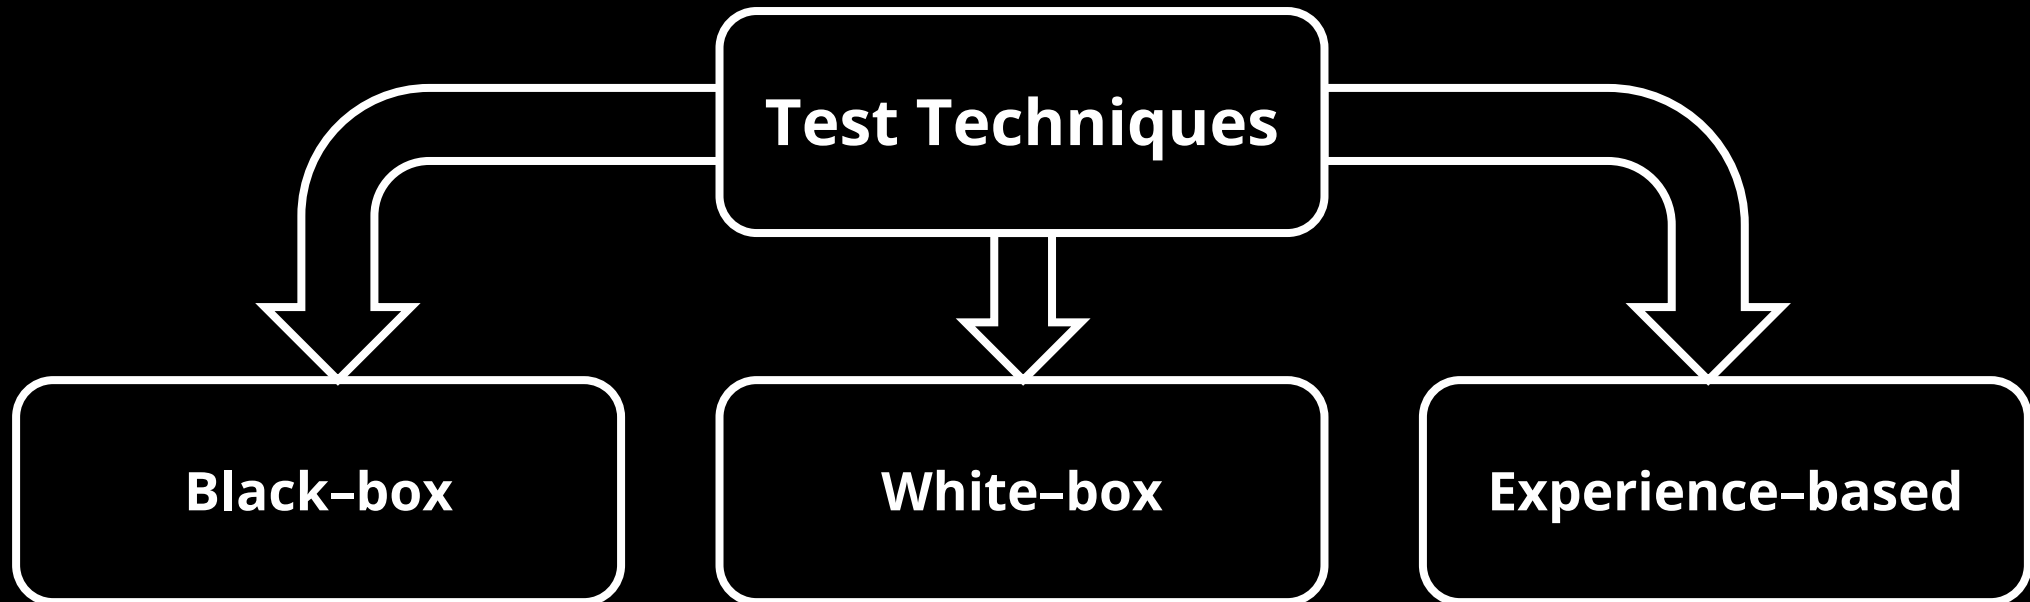 Test Techniques
Black–box
White–box
Experience–based